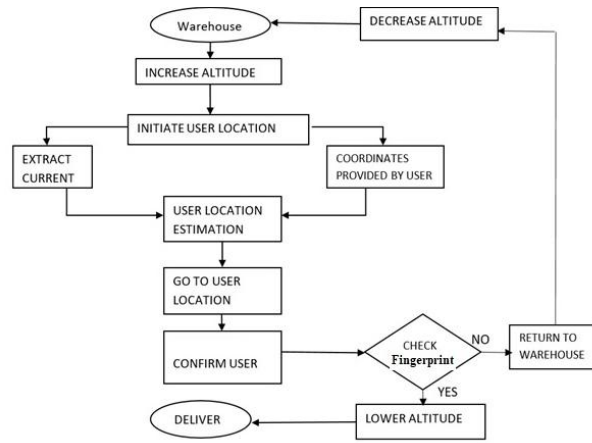 Warehouse
DECREASE ALTITUDE
INCREASE ALTITUDE
INITIATE USER LOCATION
EXTRACT
CURRENT
COORDINATES
PROVIDED BY USER
USER LOCATION
ESTIMATION
GO TO USER
LOCATION
CONFIRM USER
CHECK
Fingerprint
NO
RETURN TO
WAREHOUSE
YES
LOWER ALTITUDE
DELIVER